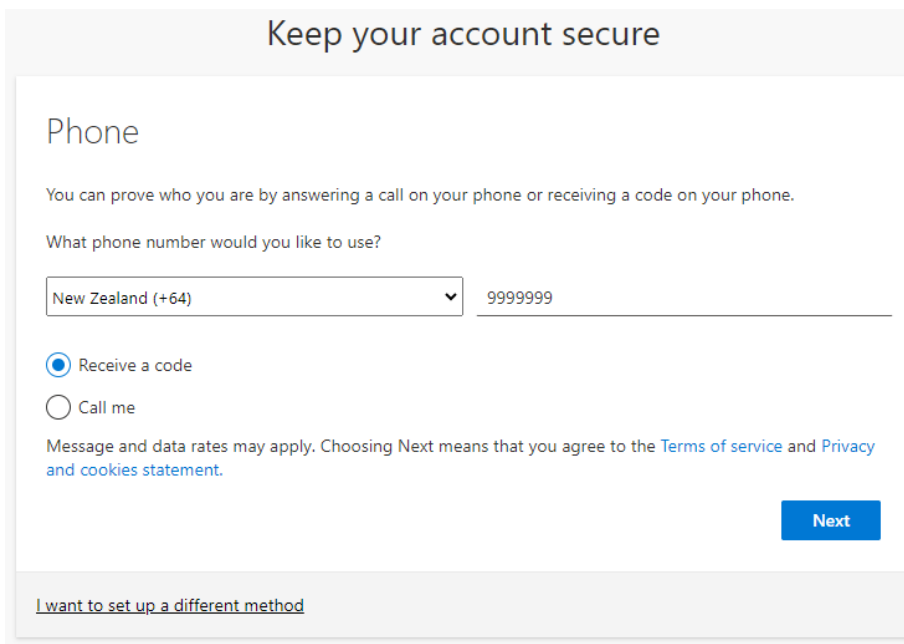 Keep your account secure
Phone
You can prove who you are by answering a call on your phone or receiving a code on your phone.
What phone number would you like to use?
New Zealand (+64) 9999999
Receive a code
Call me
Message and data rates may apply. Choosing Next means that you agree to the Terms of service and Privacy
and cookies statement.
Next
I want to set up a different method